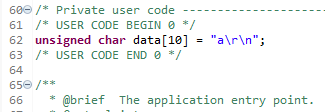 60 /* Private user code ---------------------
61 /* USER CODE BEGIN 0 */
62 unsigned char data[10] = "a\r\n";
63 /* USER CODE END 0 */
64
65 /**
66 * @brief The application entry point.